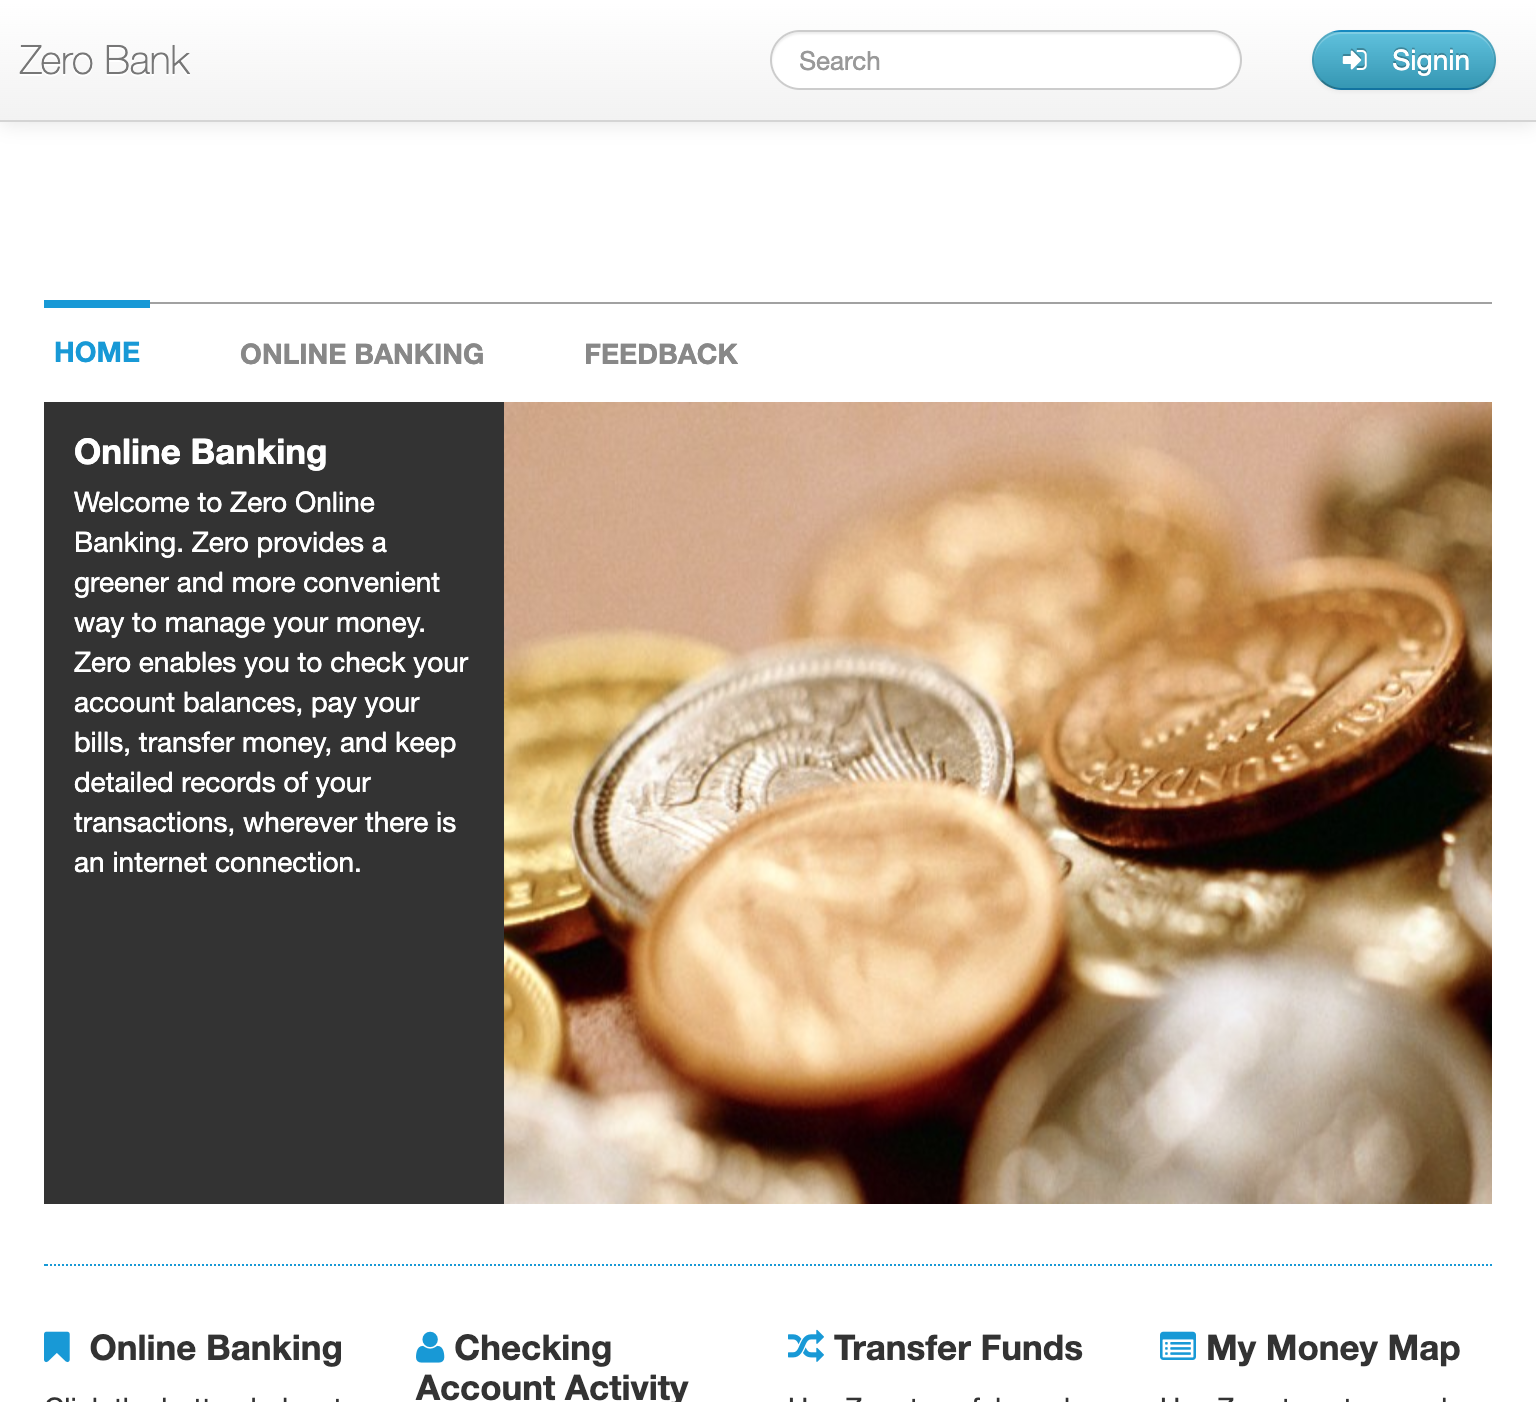 Zero Bank
Search
Signin
HOME
ONLINE BANKING
FEEDBACK
Online Banking
Welcome to Zero Online
Banking. Zero provides a
greener and more convenient
way to manage your money.
Zero enables you to check your
account balances, pay your
bills, transfer money, and keep
detailed records of your
transactions, wherever there is
an internet connection.
Online Banking
Checking
Account Activity
Transfer Funds
My Money Map